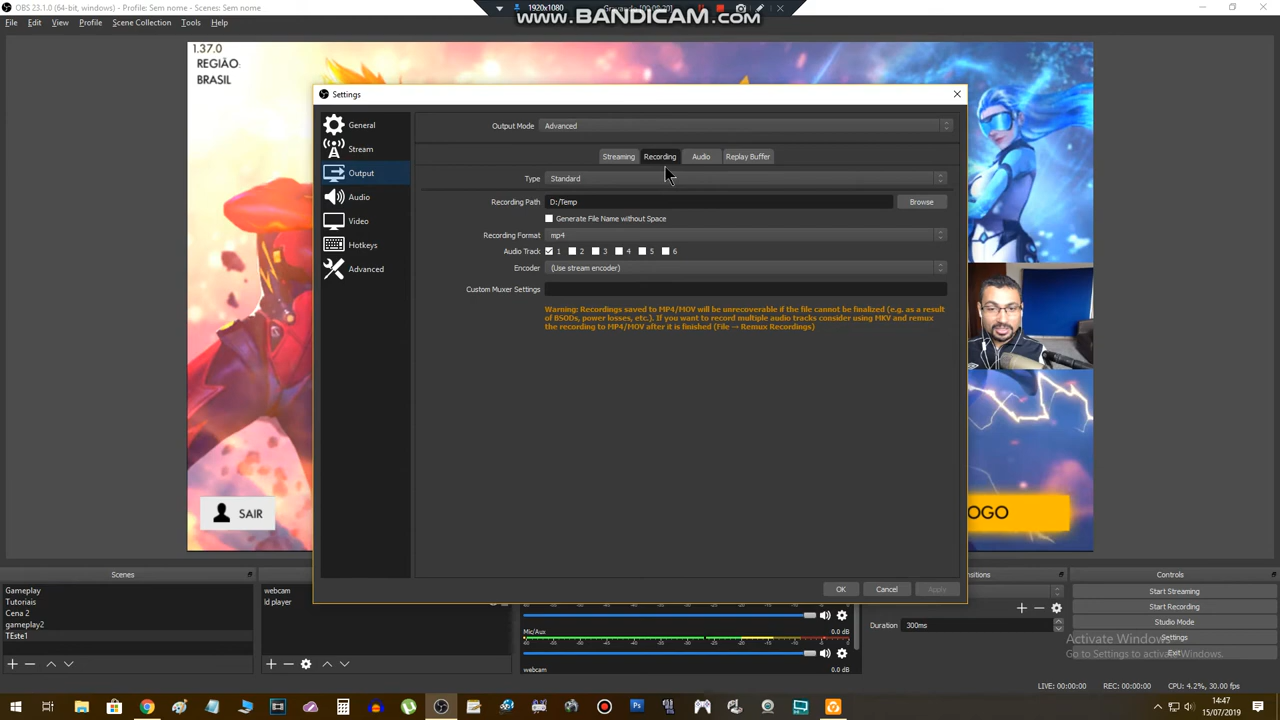 OBS 23.1.0 (64-bit, windows) - Profile: Sem nome - Scenes: Sem nome
1920x1080
www.BANDICAM.com
File Edit View Profile Scene Collection Tools Help
1.37.0
REGIÃO:
BRASIL
Settings
General
Stream
Output
Audio
Video
Hotkeys
Advanced
Output Mode Advanced
Streaming Recording Audio Replay Buffer
Type Standard
Recording Path D:/Temp Browse
Generate File Name without Space
Recording Format mp4
Audio Track 1 2 3 4 5 6
Encoder (Use stream encoder)
Custom Muxer Settings
Warning: Recordings saved to MP4/MOV will be unrecoverable if the file cannot be finalized (e.g. as a result
of BSODs, power losses, etc.). If you want to record multiple audio tracks consider using MKV and remux
the recording to MP4/MOV after it is finished (File → Remux Recordings)
SAIR
OGO
OK Cancel Apply
Scenes
Gameplay
Tutoriais
Cena 2
gameplay2
TEste1
webcam
ld player
Mic/Aux 0.0 dB
webcam 0.0 dB
nsitions
Duration 300ms
Controls
Start Streaming
Start Recording
Studio Mode
Settings
Exit
Activate Windows
Go to Settings to activate Windows.
LIVE: 00:00:00 REC: 00:00:00 CPU: 4.2%, 30.00 fps
14:47
15/07/2019